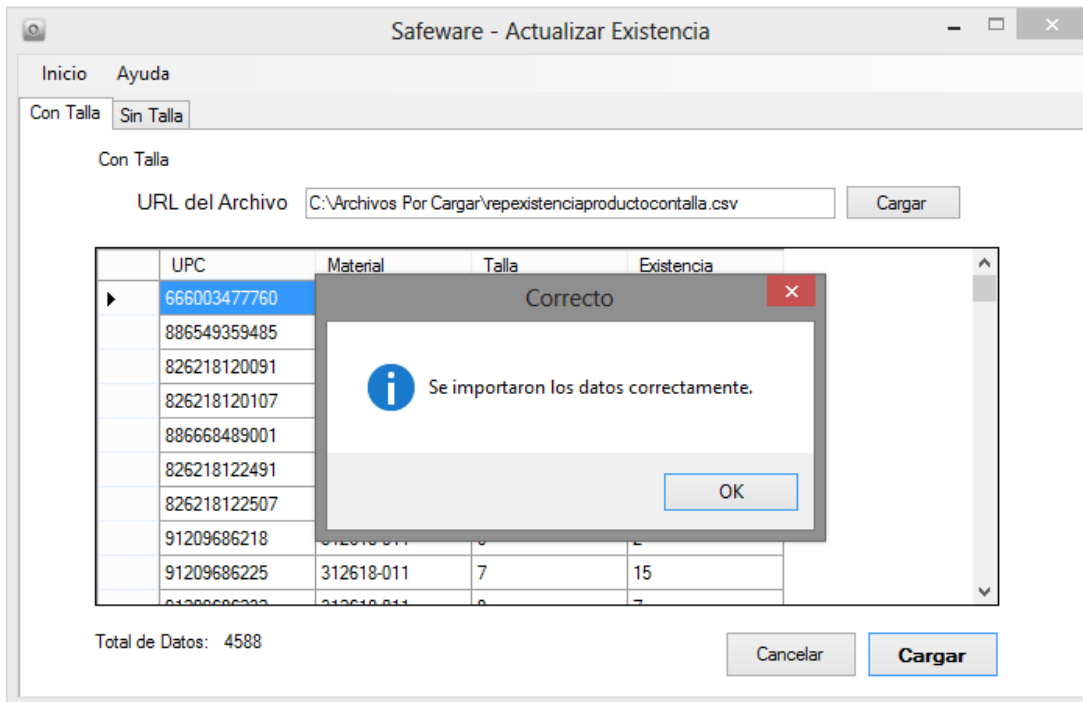 Safeware - Actualizar Existencia
Inicio Ayuda
Con Talla Sin Talla
Con Talla
URL del Archivo C:\Archivos Por Cargar\repexistenciaproductocontalla.csv Cargar
UPC Material Talla Existencia
666003477760
Correcto
886549359485
826218120091
Se importaron los datos correctamente.
826218120107
886668489001
826218122491
OK
826218122507
91209686218
91209686225 312618-011 7 15
Total de Datos: 4588
Cancelar Cargar